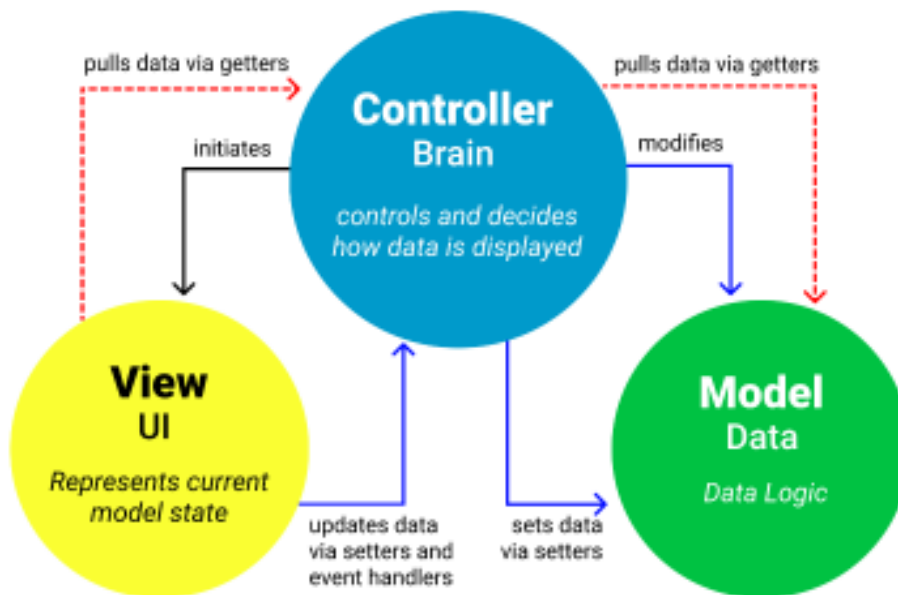 pulls data via getters
pulls data via getters
Controller
Brain
initiates
modifies
controls and decides
how data is displayed
View
UI
Represents current
model state
Model
Data
Data Logic
updates data
via setters and
event handlers
sets data
via setters